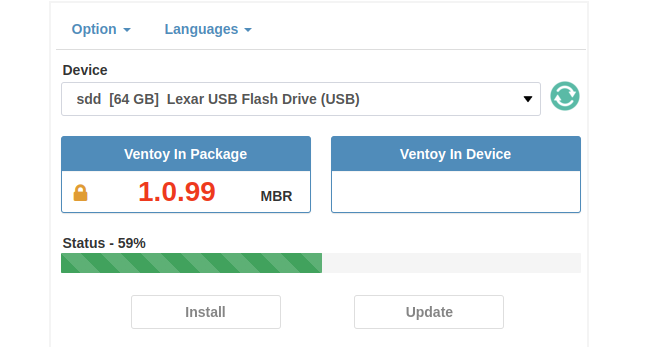 Option Languages
Device
sdd [64 GB] Lexar USB Flash Drive (USB)
Ventoy In Package Ventoy In Device
1.0.99 MBR
Status - 59%
Install Update